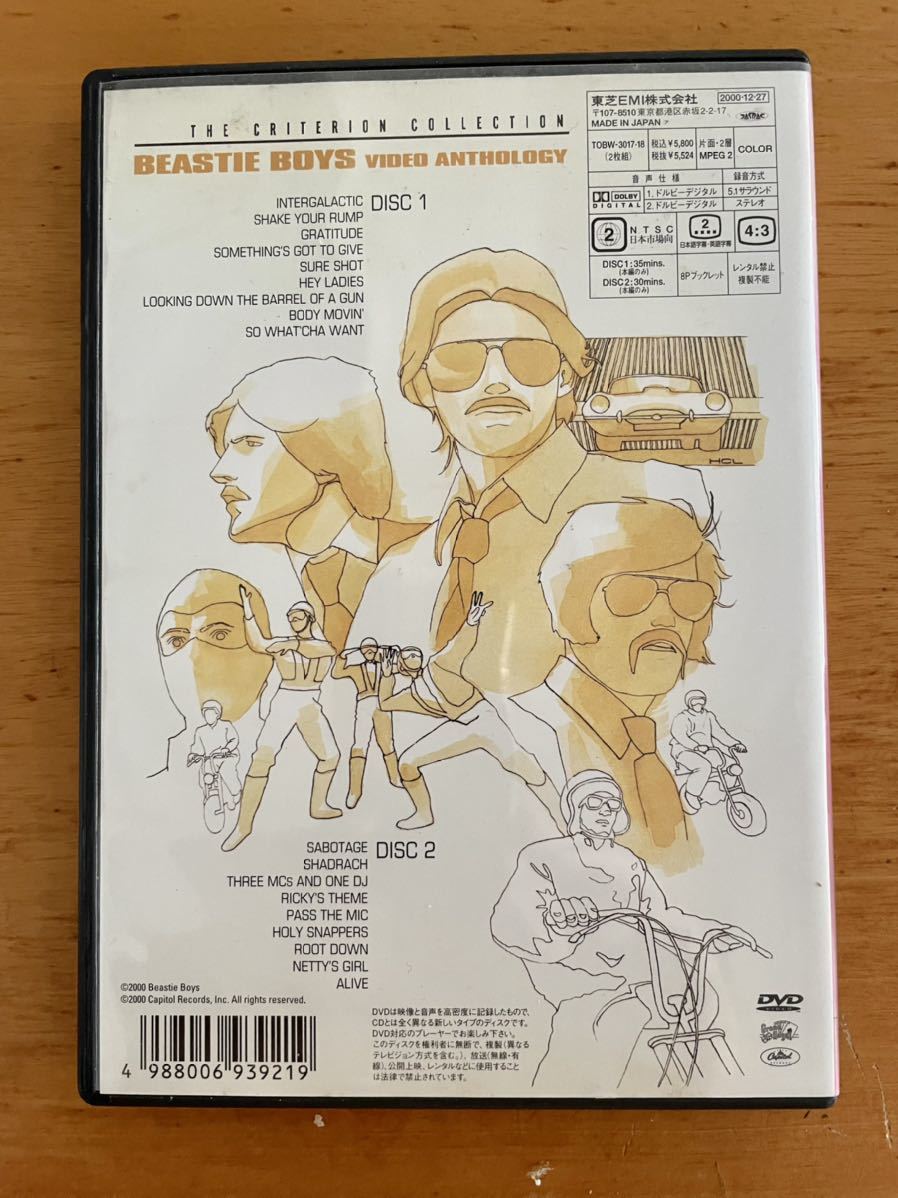 THE CRITERION COLLECTION
BEASTIE BOYS VIDEO ANTHOLOGY
INTERGALACTIC DISC 1
SHAKE YOUR RUMP
GRATITUDE
SOMETHING'S GOT TO GIVE
SURE SHOT
HEY LADIES
LOOKING DOWN THE BARREL OF A GUN
BODY MOVIN'
SO WHAT'CHA WANT
東芝EMI株式会社
〒107-8510 東京都港区赤坂2-2-17
MADE IN JAPAN
2000・12・27
TOBW-3017・18
(2枚組)
税込¥5,800
税抜¥5,524
片面・2層
MPEG 2
COLOR
音声仕様
録音方式
DOLBY
DIGITAL
1. ドルビーデジタル
5.1サラウンド
2. ドルビーデジタル
ステレオ
2
NTSC
日本市場向
2
日本語字幕・英語字幕
4:3
DISC1:35mins.
(本編のみ)
DISC2:30mins.
(本編のみ)
8Pブックレット
レンタル禁止
複製不能
HCL
SABOTAGE DISC 2
SHADRACH
THREE MCs AND ONE DJ
RICKY'S THEME
PASS THE MIC
HOLY SNAPPERS
ROOT DOWN
NETTY'S GIRL
ALIVE
©2000 Beastie Boys
©2000 Capitol Records, Inc. All rights reserved.
4 988006 939219
DVDは映像と音声を高密度に記録したもので、
CDとは全く異なる新しいタイプのディスクです。
DVD対応のプレーヤーでお楽しみ下さい。
このディスクを権利者に無断で、複製(異なる
テレビジョン方式を含む。)、放送(無線・有
線)、公開上映、レンタルなどに使用すること
は法律で禁止されています。
DVD
VIDEO
Capitol